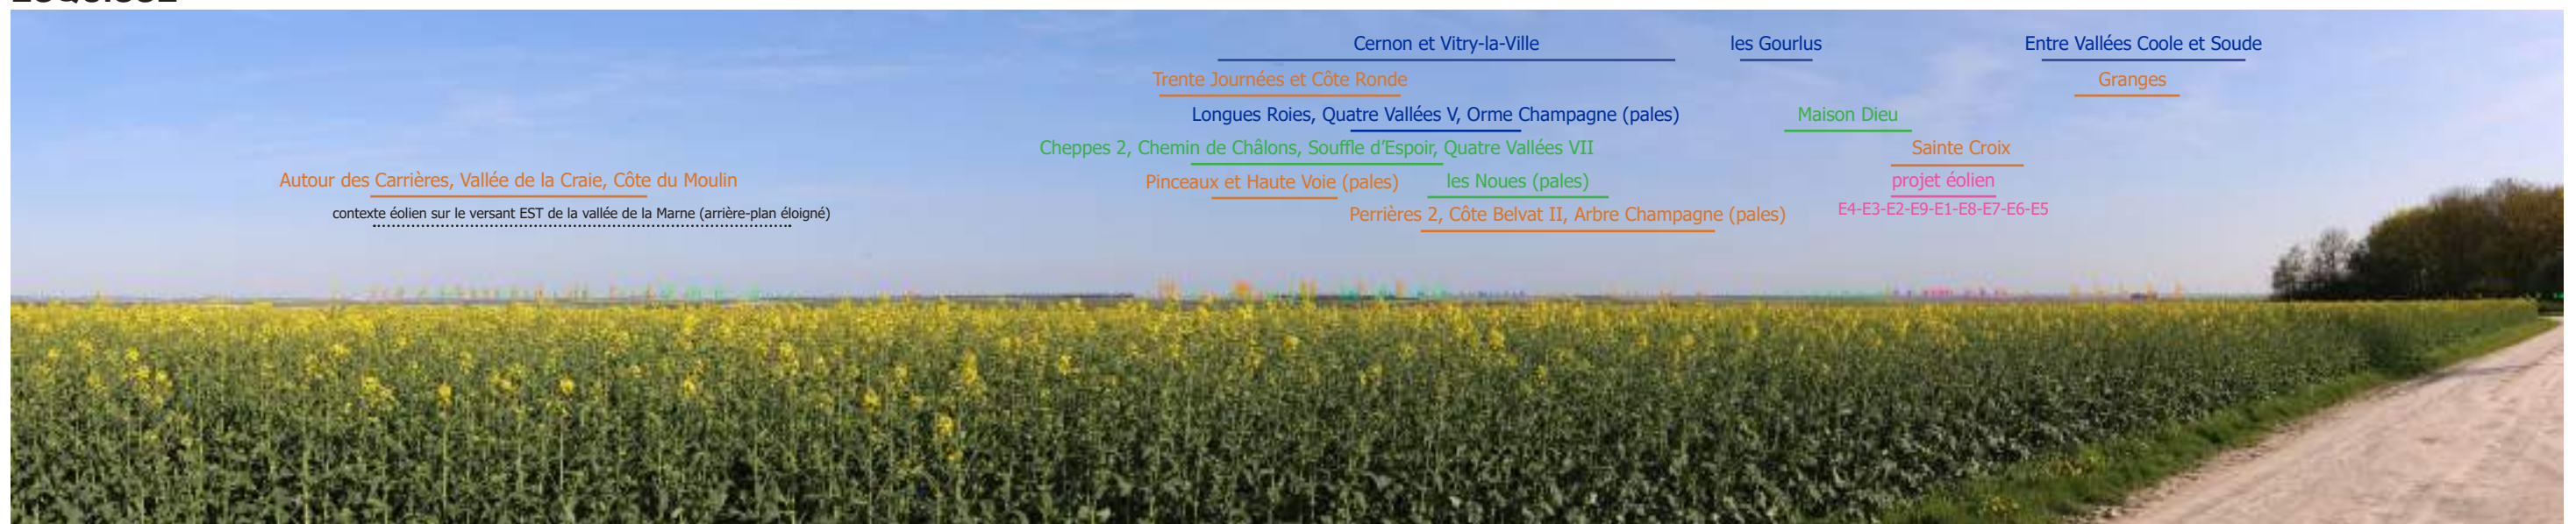 Cernon et Vitry-la-Ville
les Gourlus
Entre Vallées Coole et Soude
Trente Journées et Côte Ronde
Granges
Longues Roies, Quatre Vallées V, Orme Champagne (pales)
Maison Dieu
Cheppes 2, Chemin de Châlons, Souffle d’Espoir, Quatre Vallées VII
Sainte Croix
Autour des Carrières, Vallée de la Craie, Côte du Moulin
Pinceaux et Haute Voie (pales)
les Noues (pales)
projet éolien
contexte éolien sur le versant EST de la vallée de la Marne (arrière-plan éloigné)
Perrières 2, Côte Belvat II, Arbre Champagne (pales)
E4-E3-E2-E9-E1-E8-E7-E6-E5